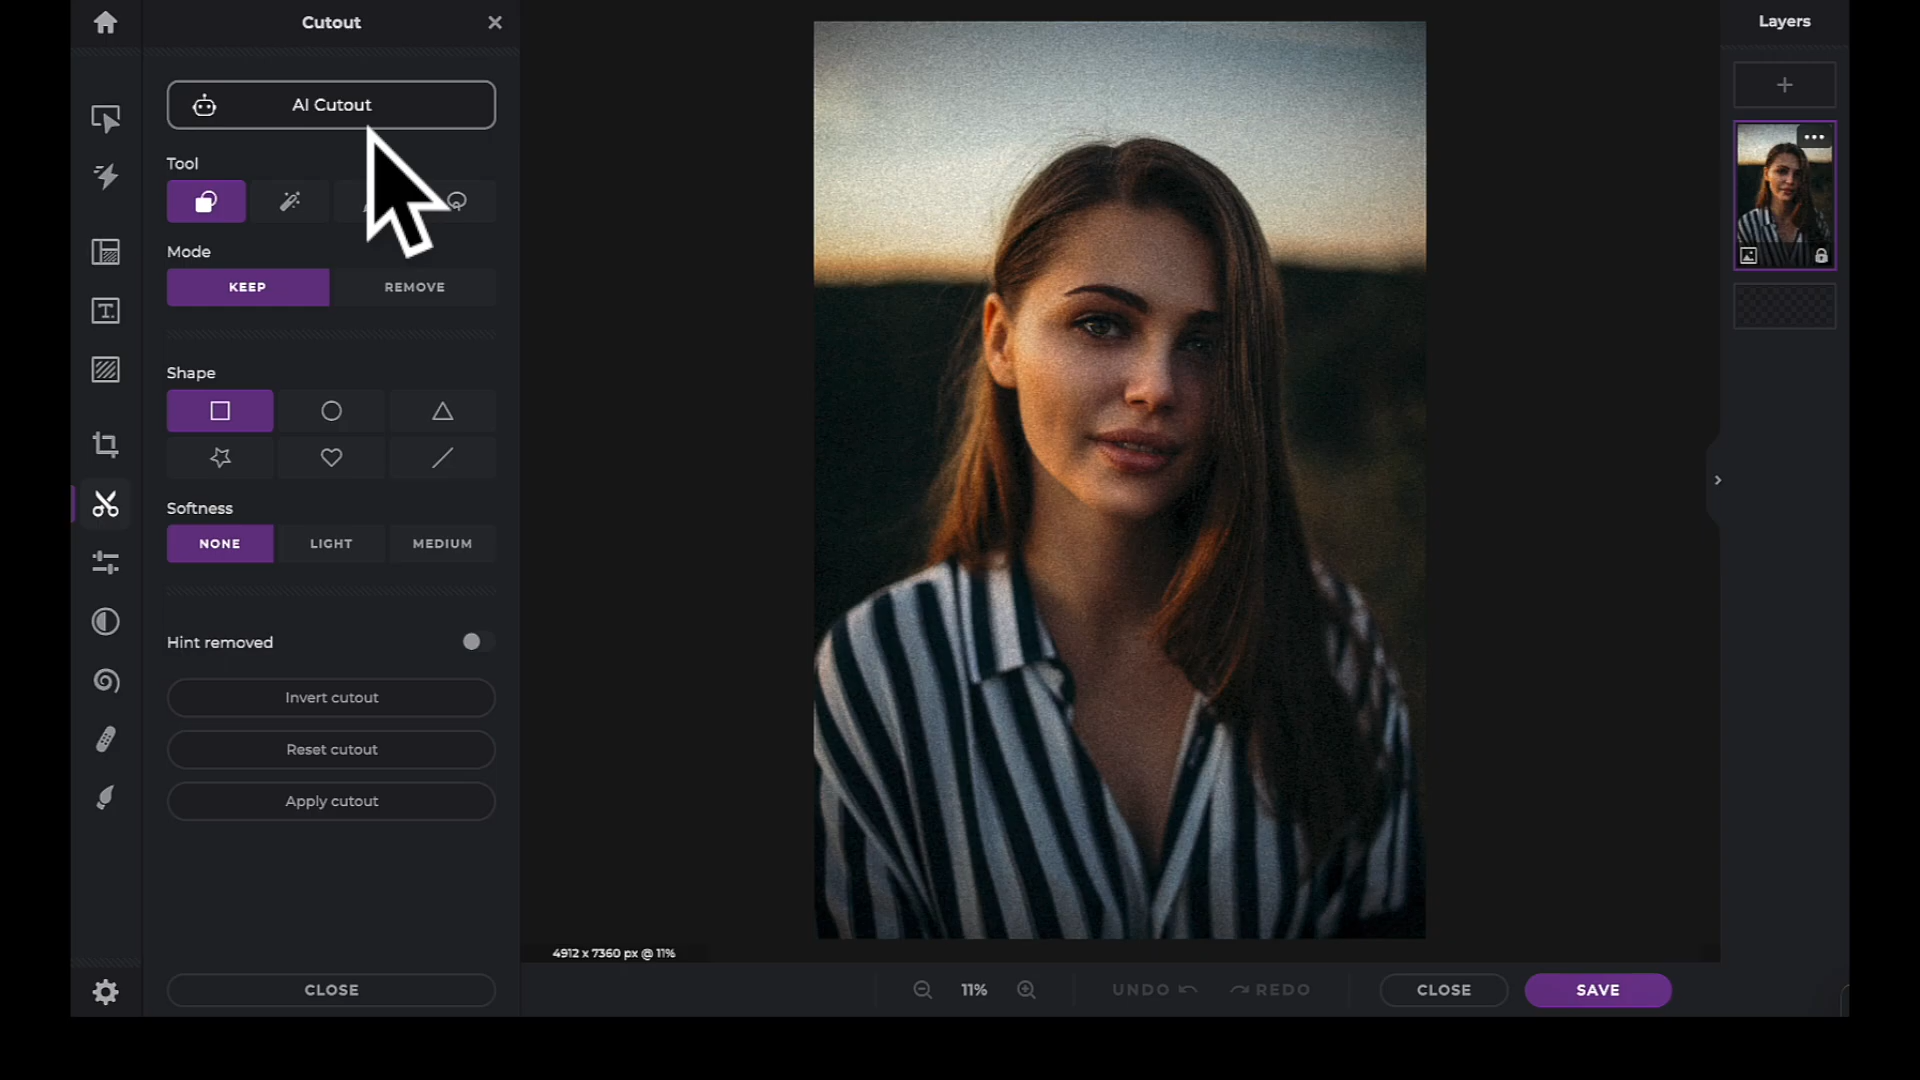 Cutout
AI Cutout
Tool
Mode
KEEP
REMOVE
Shape
Softness
NONE
LIGHT
MEDIUM
Hint removed
Invert cutout
Reset cutout
Apply cutout
CLOSE
4912 x 7360 px @ 11%
11%
UNDO
REDO
CLOSE
SAVE
Layers